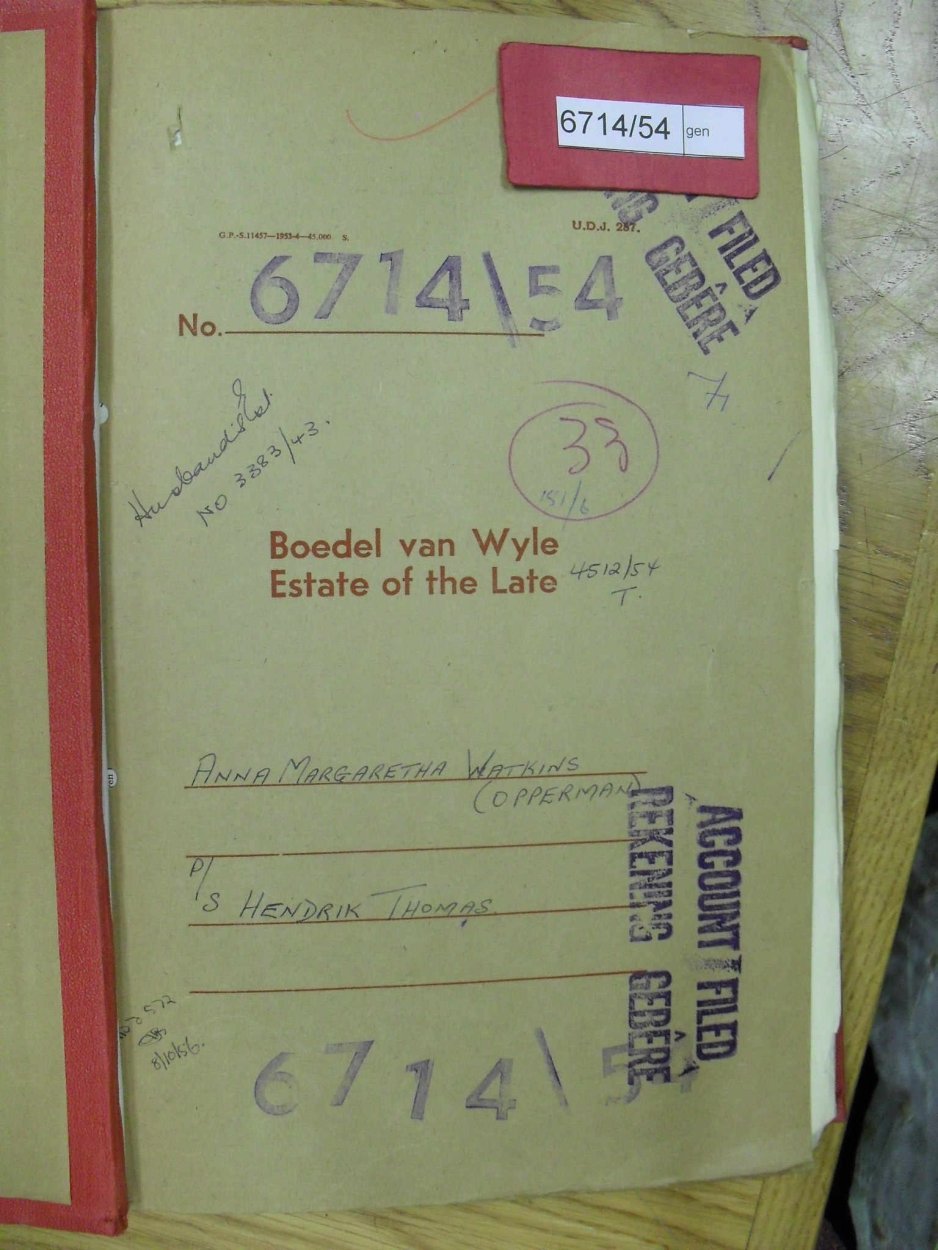 6714/54 gen
G.P.-S.11457—1953-4—45,000 S.
U.D.J. 287.
FILED
GEBÊRE
No. 6714\54
Husband's Est.
NO 3383/43.
33
151/6
Boedel van Wyle
Estate of the Late 4512/54
T.
ANNA MARGARETHA WATKINS
(OPPERMAN)
P/
S HENDRIK THOMAS.
ACCOUNT FILED
REKENING GEBÊRE
8/10/56.
6714\54
gen